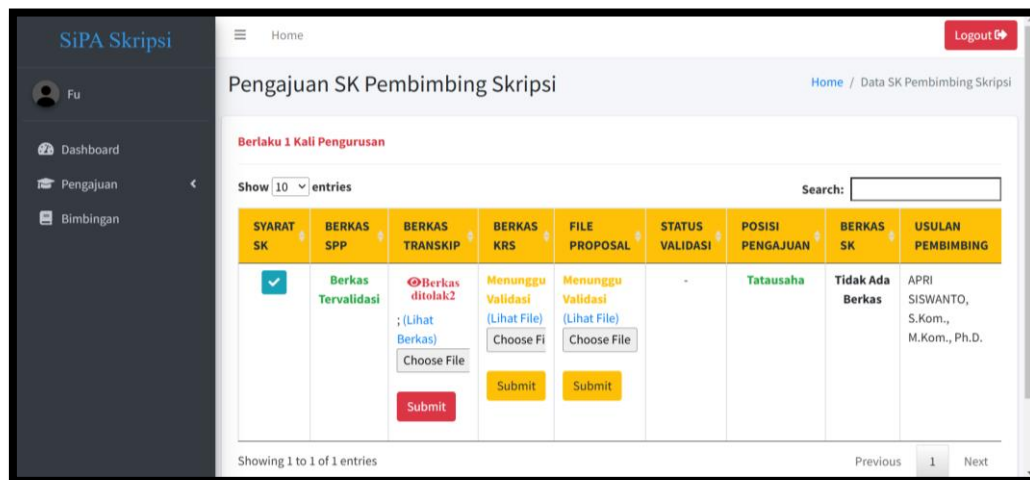 SiPA Skripsi
Home
Logout
Fu
Pengajuan SK Pembimbing Skripsi
Home / Data SK Pembimbing Skripsi
Dashboard
Pengajuan
Bimbingan
Berlaku 1 Kali Pengurusan
Show 10 entries
Search:
SYARAT SK
BERKAS SPP
BERKAS TRANSKIP
BERKAS KRS
FILE PROPOSAL
STATUS VALIDASI
POSISI PENGAJUAN
BERKAS SK
USULAN PEMBIMBING
Berkas
Tervalidasi
Berkas
ditolak2
; (Lihat
Berkas)
Choose File
Submit
Menunggu
Validasi
(Lihat File)
Choose Fi
Submit
Menunggu
Validasi
(Lihat File)
Choose File
Submit
-
Tatausaha
Tidak Ada
Berkas
APRI
SISWANTO,
S.Kom.,
M.Kom., Ph.D.
Showing 1 to 1 of 1 entries
Previous 1 Next